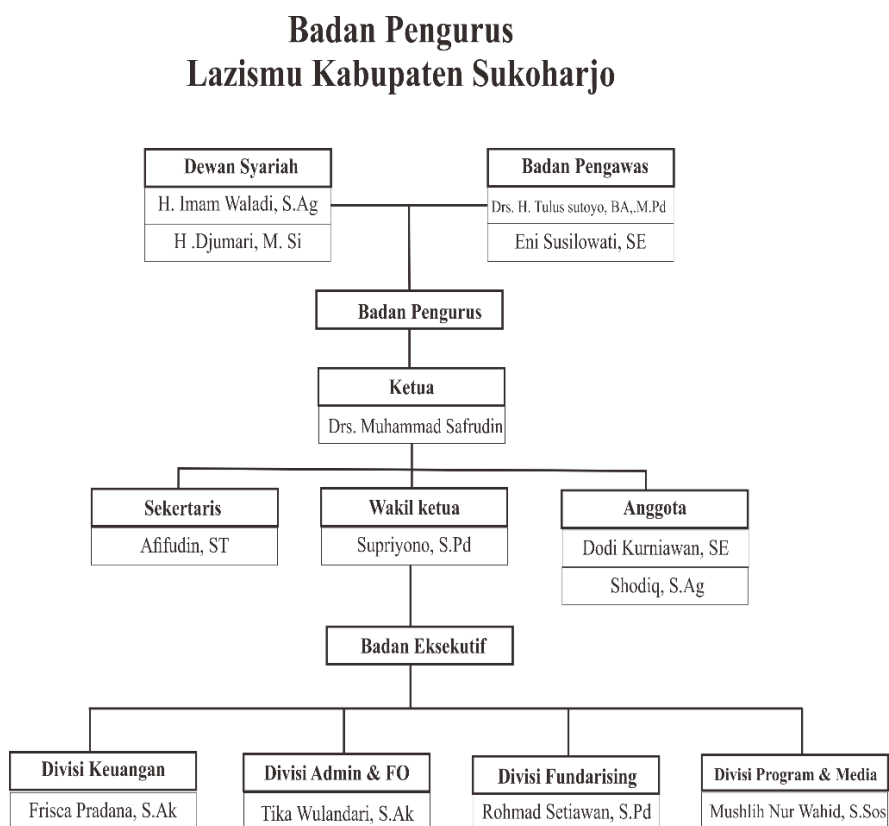 Badan Pengurus
Lazismu Kabupaten Sukoharjo
Dewan Syariah
H. Imam Waladi, S.Ag
H .Djumari, M. Si
Badan Pengawas
Drs. H. Tulus sutoyo, BA,.M.Pd
Eni Susilowati, SE
Badan Pengurus
Ketua
Drs. Muhammad Safrudin
Sekertaris
Afifudin, ST
Wakil ketua
Supriyono, S.Pd
Anggota
Dodi Kurniawan, SE
Shodiq, S.Ag
Badan Eksekutif
Divisi Keuangan
Frisca Pradana, S.Ak
Divisi Admin & FO
Tika Wulandari, S.Ak
Divisi Fundarising
Rohmad Setiawan, S.Pd
Divisi Program & Media
Mushlih Nur Wahid, S.Sos